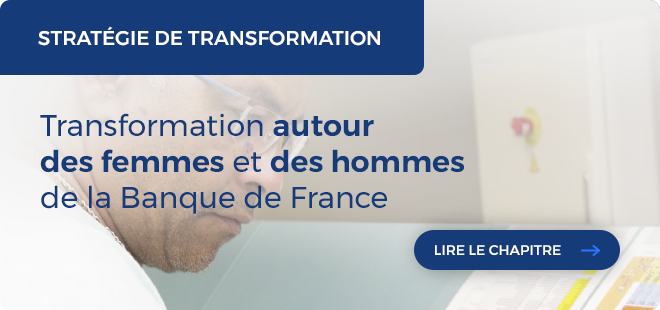 STRATÉGIE DE TRANSFORMATION
Transformation autour
des femmes et des hommes
de la Banque de France
LIRE LE CHAPITRE